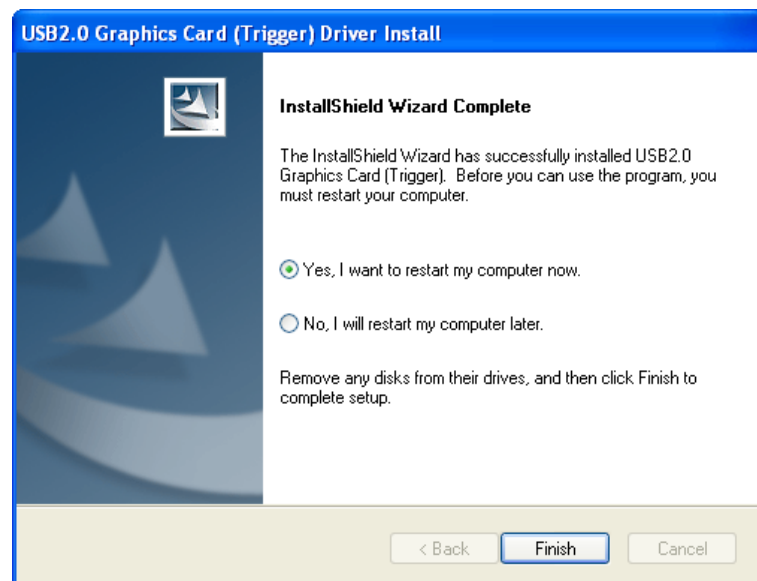 USB2.0 Graphics Card (Trigger) Driver Install
InstallShield Wizard Complete
The InstallShield Wizard has successfully installed USB2.0
Graphics Card (Trigger). Before you can use the program, you
must restart your computer.
Yes, I want to restart my computer now.
No, I will restart my computer later.
Remove any disks from their drives, and then click Finish to
complete setup.
< Back Finish Cancel